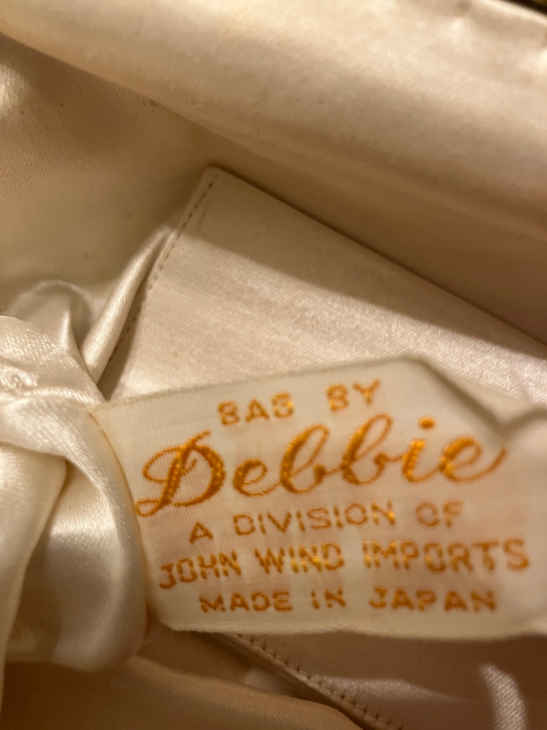 BAG BY
Debbie
A DIVISION OF
JOHN WIND IMPORTS
MADE IN JAPAN